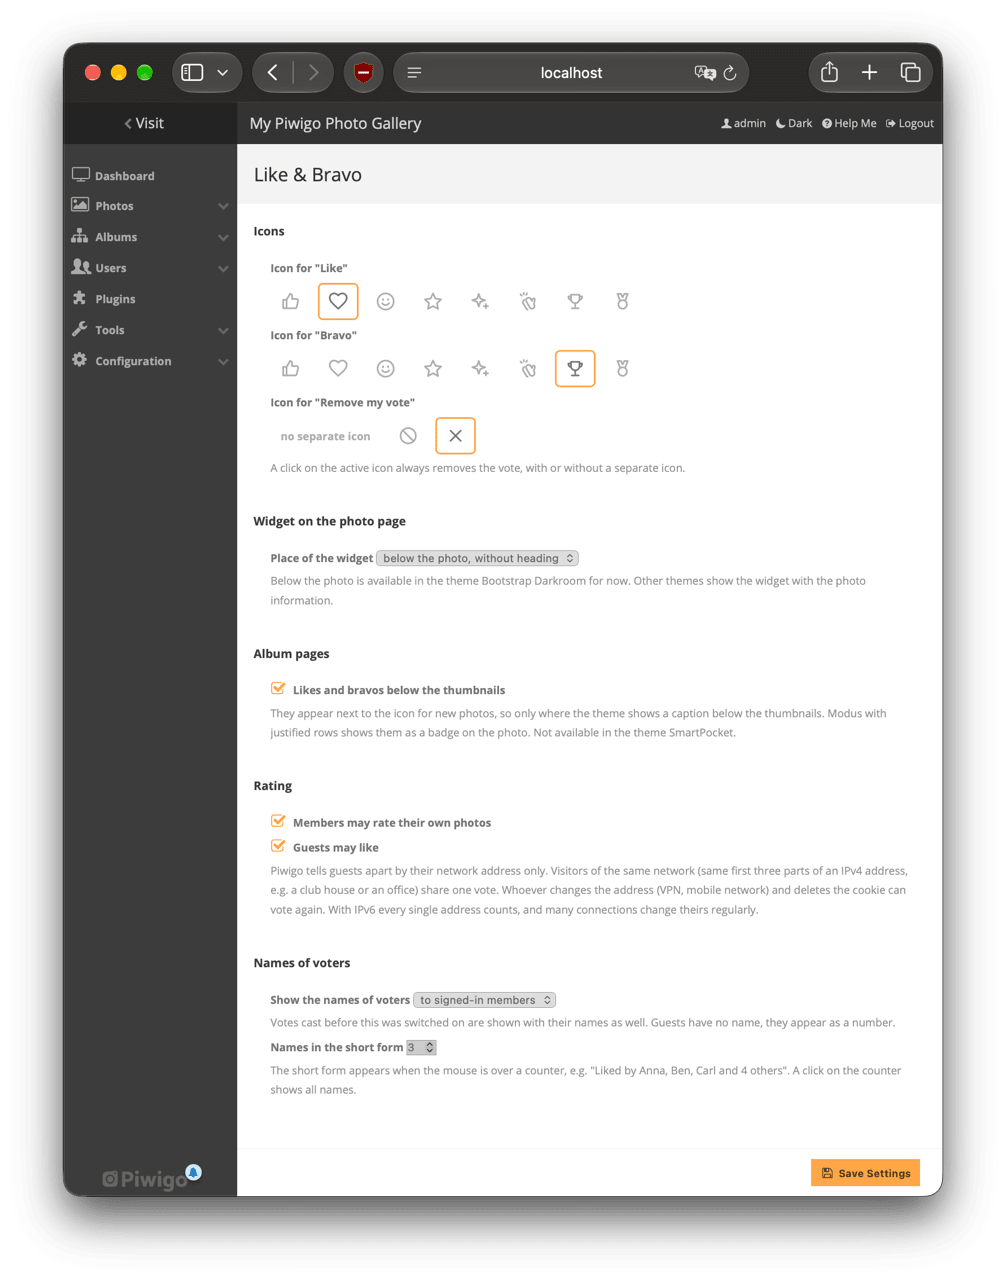 localhost
Visit
My Piwigo Photo Gallery
admin
Dark
Help Me
Logout
Dashboard
Photos
Albums
Users
Plugins
Tools
Configuration
Piwigo
Like & Bravo
Icons
Icon for "Like"
Icon for "Bravo"
Icon for "Remove my vote"
no separate icon
A click on the active icon always removes the vote, with or without a separate icon.
Widget on the photo page
Place of the widget below the photo, without heading
Below the photo is available in the theme Bootstrap Darkroom for now. Other themes show the widget with the photo
information.
Album pages
Likes and bravos below the thumbnails
They appear next to the icon for new photos, so only where the theme shows a caption below the thumbnails. Modus with
justified rows shows them as a badge on the photo. Not available in the theme SmartPocket.
Rating
Members may rate their own photos
Guests may like
Piwigo tells guests apart by their network address only. Visitors of the same network (same first three parts of an IPv4 address,
e.g. a club house or an office) share one vote. Whoever changes the address (VPN, mobile network) and deletes the cookie can
vote again. With IPv6 every single address counts, and many connections change theirs regularly.
Names of voters
Show the names of voters to signed-in members
Votes cast before this was switched on are shown with their names as well. Guests have no name, they appear as a number.
Names in the short form 3
The short form appears when the mouse is over a counter, e.g. "Liked by Anna, Ben, Carl and 4 others". A click on the counter
shows all names.
Save Settings